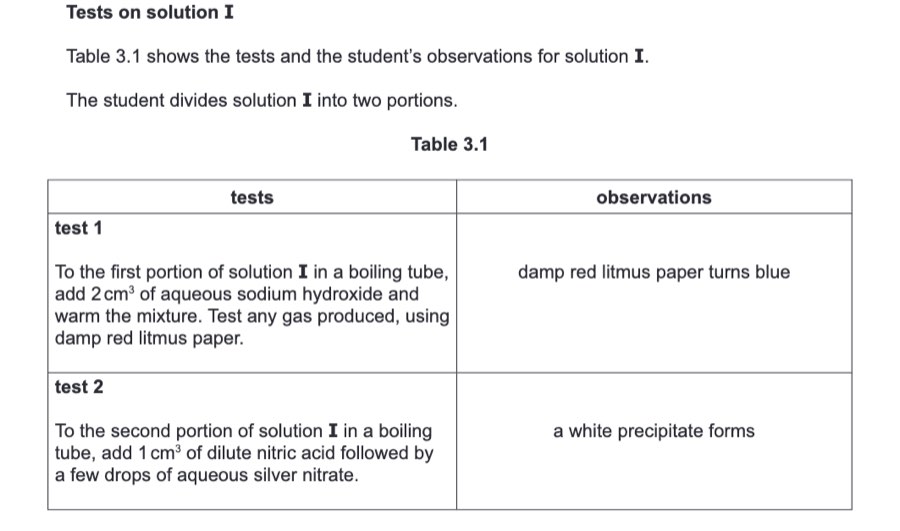 Tests on solution I
Table 3.1 shows the tests and the student's observations for solution I.
The student divides solution I into two portions.
Table 3.1
tests
observations
test 1
To the first portion of solution I in a boiling tube,
add 2 cm³ of aqueous sodium hydroxide and
warm the mixture. Test any gas produced, using
damp red litmus paper.
damp red litmus paper turns blue
test 2
To the second portion of solution I in a boiling
tube, add 1 cm³ of dilute nitric acid followed by
a few drops of aqueous silver nitrate.
a white precipitate forms